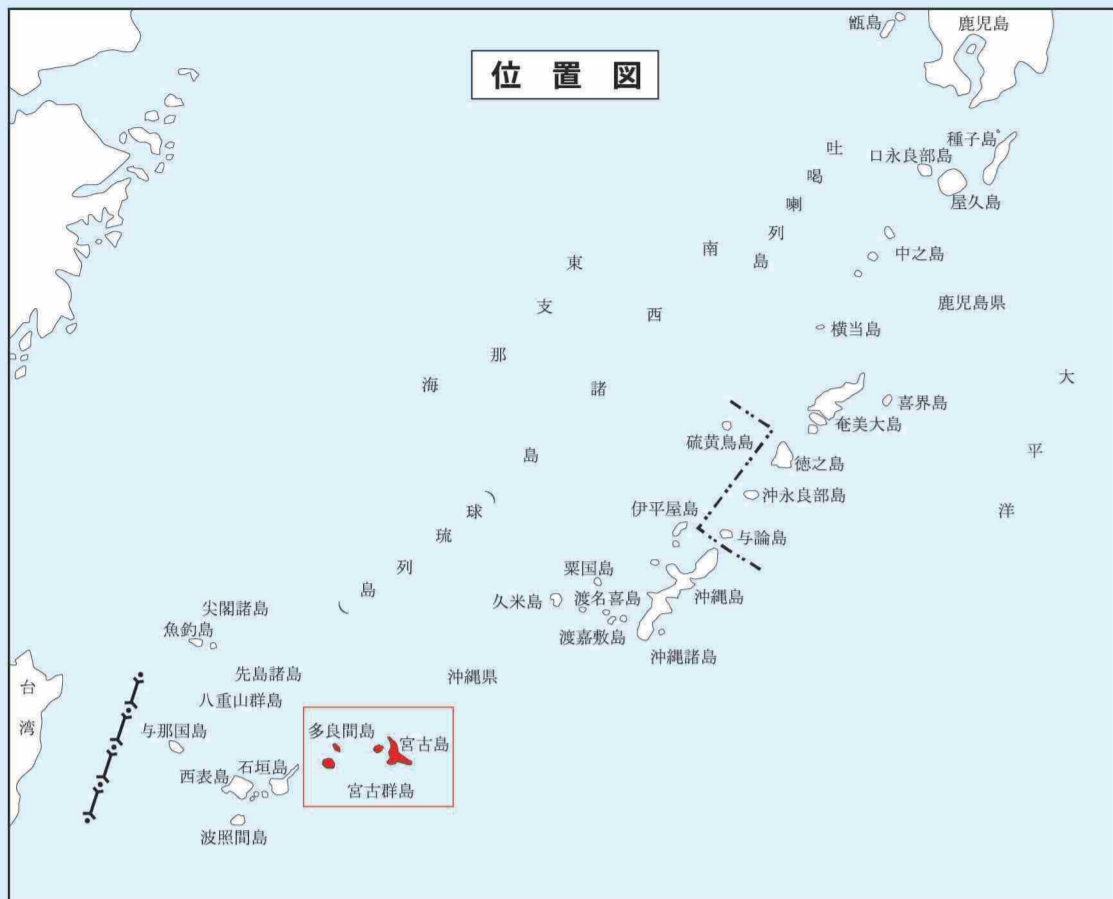 位置図
甑島
鹿児島
種子島
口永良部島
屋久島
吐噶喇列島
中之島
鹿児島県
横当島
南西諸島
東支那海
大平洋
喜界島
奄美大島
硫黄鳥島
徳之島
沖永良部島
伊平屋島
与論島
(琉球列島)
粟国島
久米島
渡名喜島
沖縄島
渡嘉敷島
沖縄諸島
尖閣諸島
魚釣島
先島諸島
沖縄県
八重山群島
台湾
与那国島
多良間島
宮古島
石垣島
西表島
宮古群島
波照間島